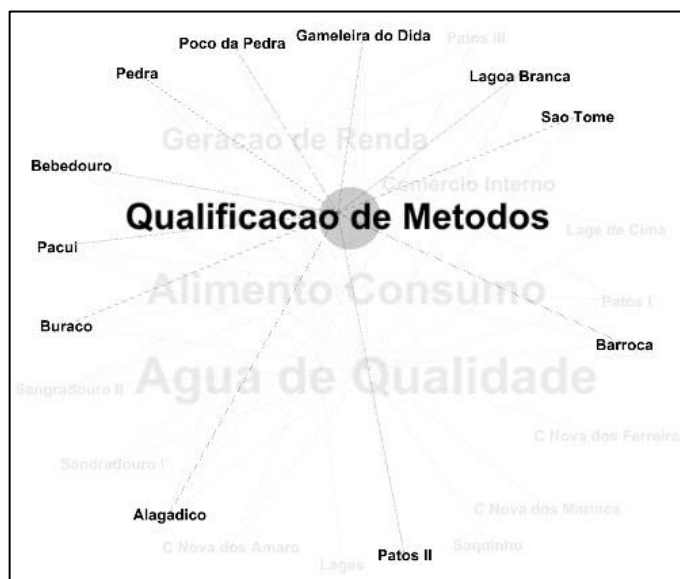 Gameleira do Dida
Poco da Pedra
Patos III
Pedra
Lagoa Branca
Sao Tome
Geracao de Renda
Bebedouro
Comercio Interno
Qualificacao de Metodos
Lage de Cima
Pacui
Alimento Consumo
Patos I
Buraco
Barroca
Agua de Qualidade
Sangradouro II
C Nova dos Ferreira
Sandradouro I
C Nova dos Marinos
Alagadico
C Nova dos Amaro
Saquinho
Patos II
Lages